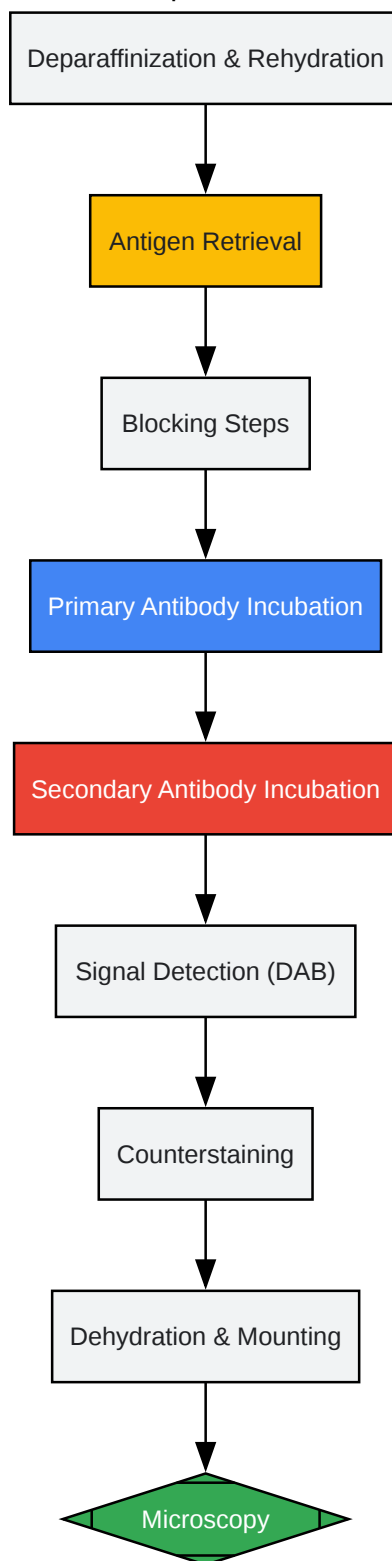 Deparaffinization & Rehydration
Antigen Retrieval
Blocking Steps
Primary Antibody Incubation
Secondary Antibody Incubation
Signal Detection (DAB)
Counterstaining
Dehydration & Mounting
Microscopy